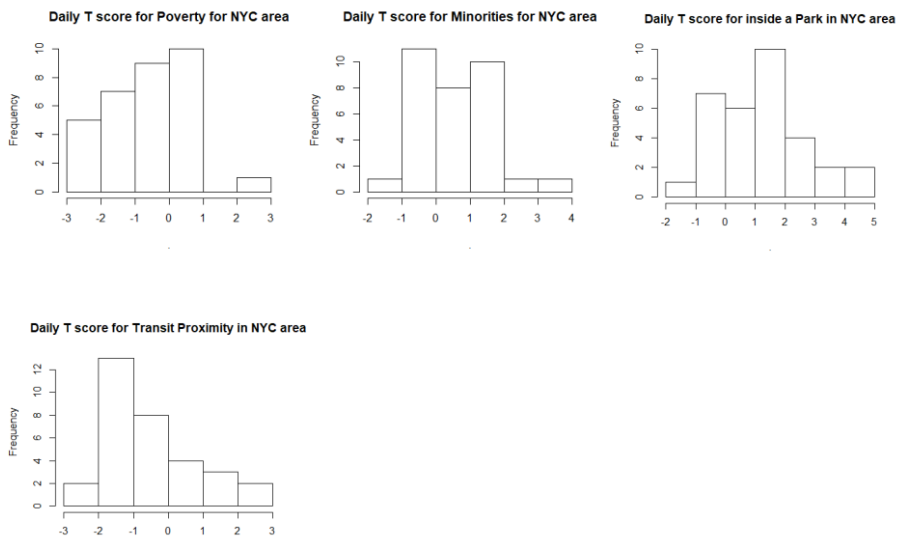 Daily T score for Poverty for NYC area
Frequency
10
8
6
4
2
0
-3 -2 -1 0 1 2 3
Daily T score for Minorities for NYC area
Frequency
10
8
6
4
2
0
-2 -1 0 1 2 3 4
Daily T score for inside a Park in NYC area
Frequency
10
8
6
4
2
0
-2 -1 0 1 2 3 4 5
Daily T score for Transit Proximity in NYC area
Frequency
12
10
8
6
4
2
0
-3 -2 -1 0 1 2 3